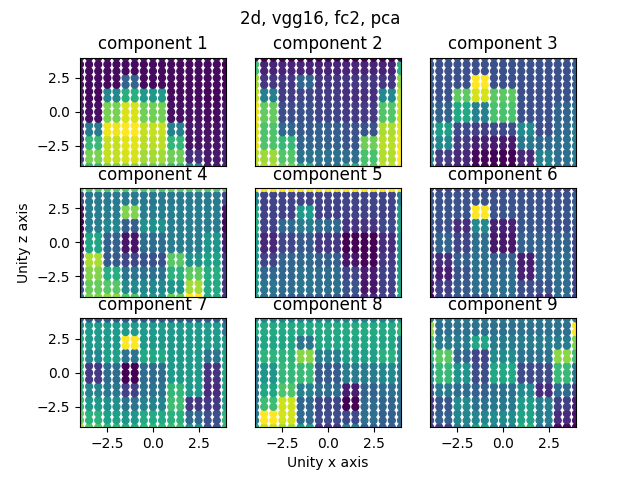 2d, vgg16, fc2, pca
component 1
component 2
component 3
2.5
0.0
−2.5
component 4
component 5
component 6
Unity z axis
2.5
0.0
−2.5
component 7
component 8
component 9
2.5
0.0
−2.5
−2.5 0.0 2.5
−2.5 0.0 2.5
−2.5 0.0 2.5
Unity x axis